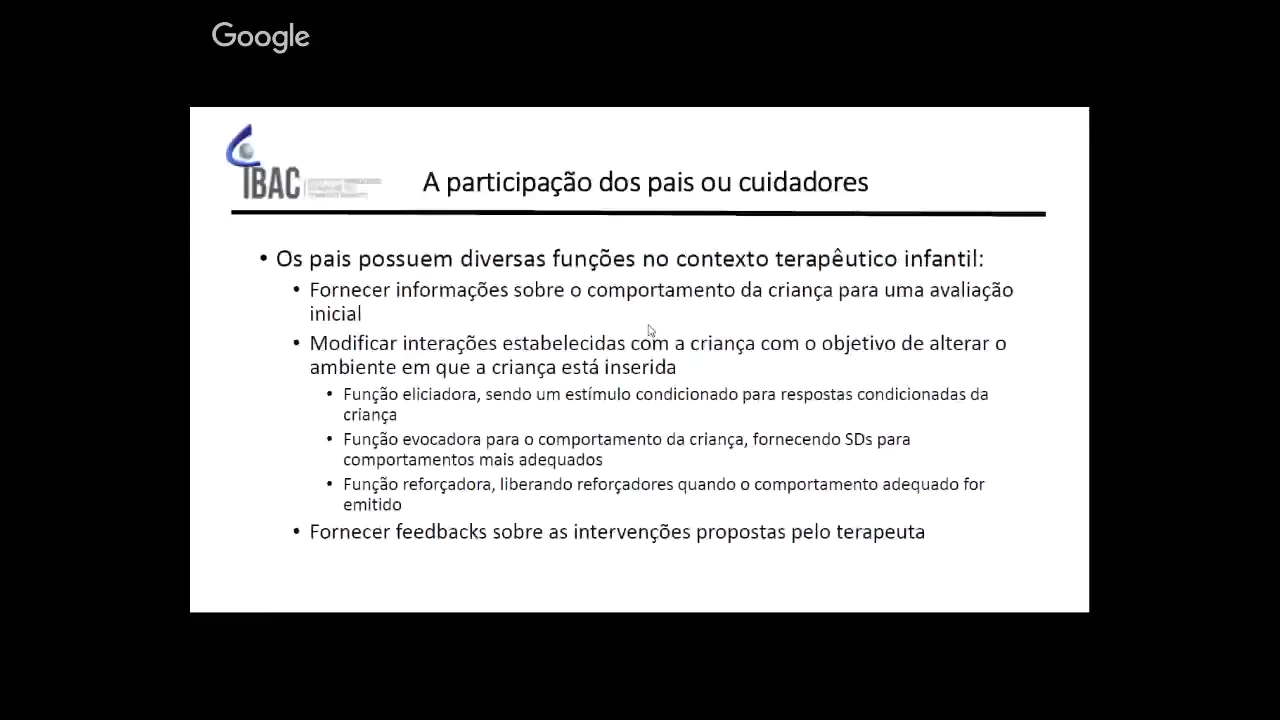 Google
IBAC
A participação dos pais ou cuidadores
• Os pais possuem diversas funções no contexto terapêutico infantil:
• Fornecer informações sobre o comportamento da criança para uma avaliação
inicial
• Modificar interações estabelecidas com a criança com o objetivo de alterar o
ambiente em que a criança está inserida
• Função eliciadora, sendo um estímulo condicionado para respostas condicionadas da
criança
• Função evocadora para o comportamento da criança, fornecendo SDs para
comportamentos mais adequados
• Função reforçadora, liberando reforçadores quando o comportamento adequado for
emitido
• Fornecer feedbacks sobre as intervenções propostas pelo terapeuta